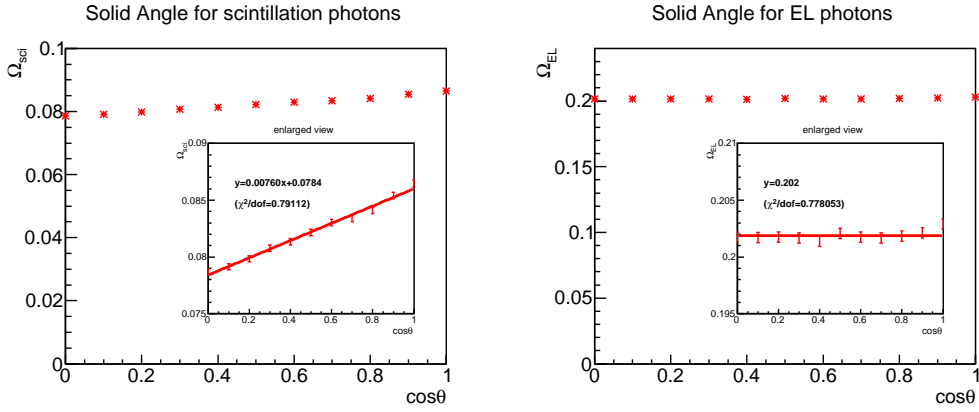 Solid Angle for scintillation photons
Ω_sci
0.1
0.08
0.06
0.04
0.02
0
0 0.2 0.4 0.6 0.8 1
cosθ
enlarged view
Ω_sci
0.09
0.085
0.08
0.075
y=0.00760x+0.0784
(χ²/dof=0.79112)
0 0.2 0.4 0.6 0.8 1
cosθ
Solid Angle for EL photons
Ω_EL
0.2
0.15
0.1
0.05
0
0 0.2 0.4 0.6 0.8 1
cosθ
enlarged view
Ω_EL
0.21
0.205
0.2
0.195
y=0.202
(χ²/dof=0.778053)
0 0.2 0.4 0.6 0.8 1
cosθ